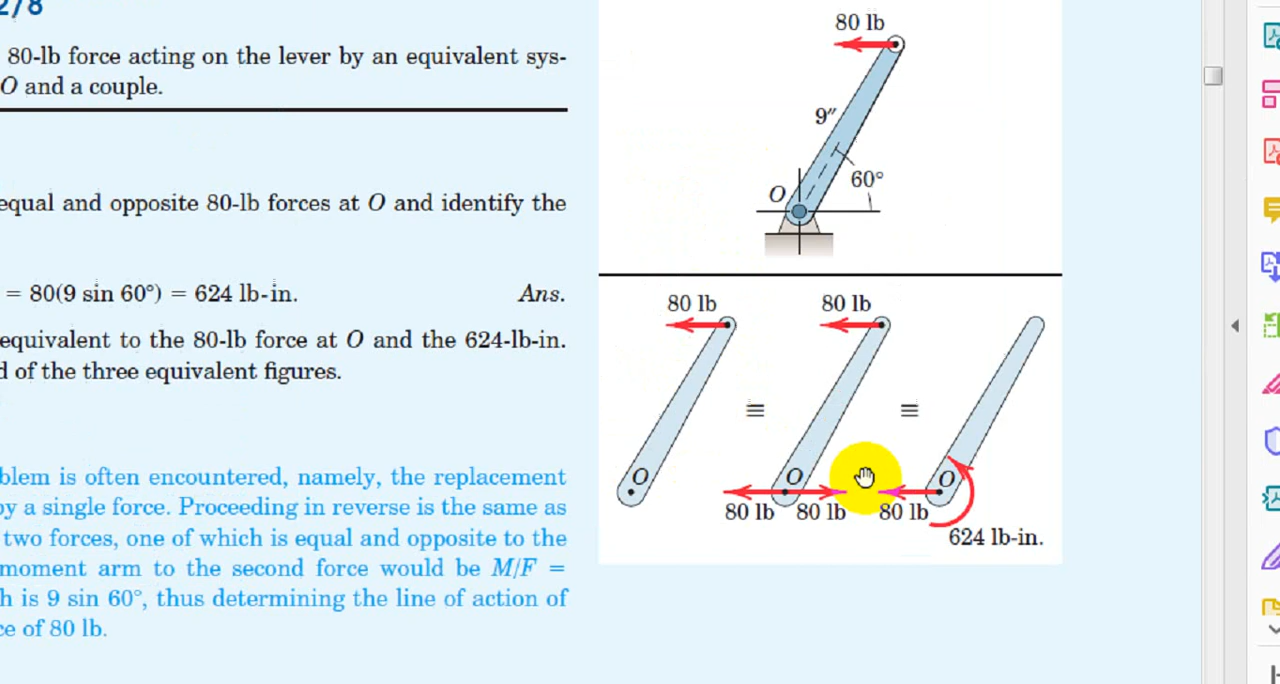 2/8
80-lb force acting on the lever by an equivalent sys-
O and a couple.
equal and opposite 80-lb forces at O and identify the
= 80(9 sin 60°) = 624 lb-in. Ans.
equivalent to the 80-lb force at O and the 624-lb-in.
d of the three equivalent figures.
blem is often encountered, namely, the replacement
by a single force. Proceeding in reverse is the same as
two forces, one of which is equal and opposite to the
moment arm to the second force would be M/F =
h is 9 sin 60°, thus determining the line of action of
ce of 80 lb.
80 lb
9″
60°
O
80 lb 80 lb
≡ ≡
O O O
80 lb 80 lb 80 lb
624 lb-in.